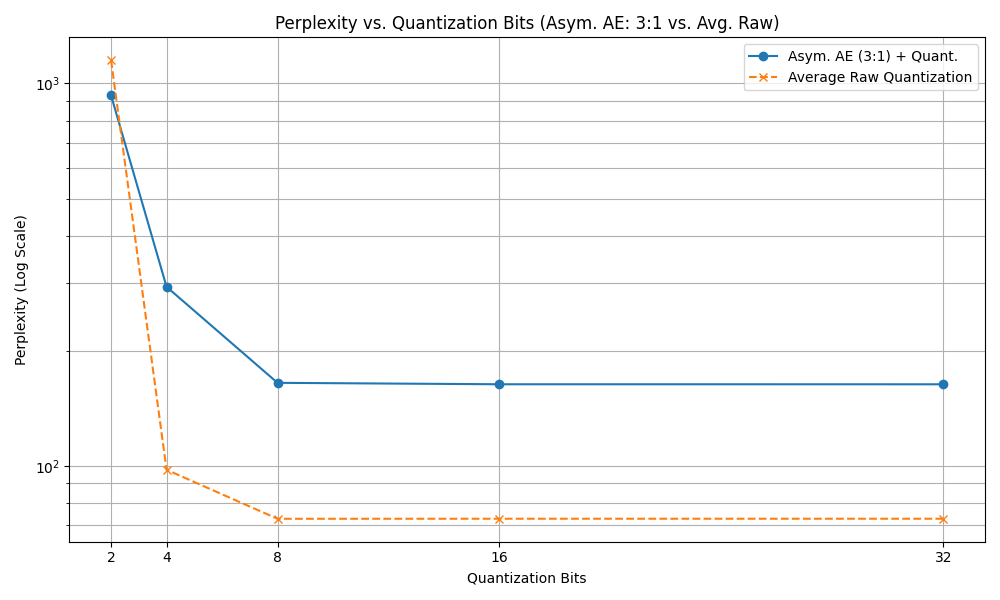 Perplexity vs. Quantization Bits (Asym. AE: 3:1 vs. Avg. Raw)
Asym. AE (3:1) + Quant.
Average Raw Quantization
Perplexity (Log Scale)
10³
10²
2 4 8 16 32
Quantization Bits